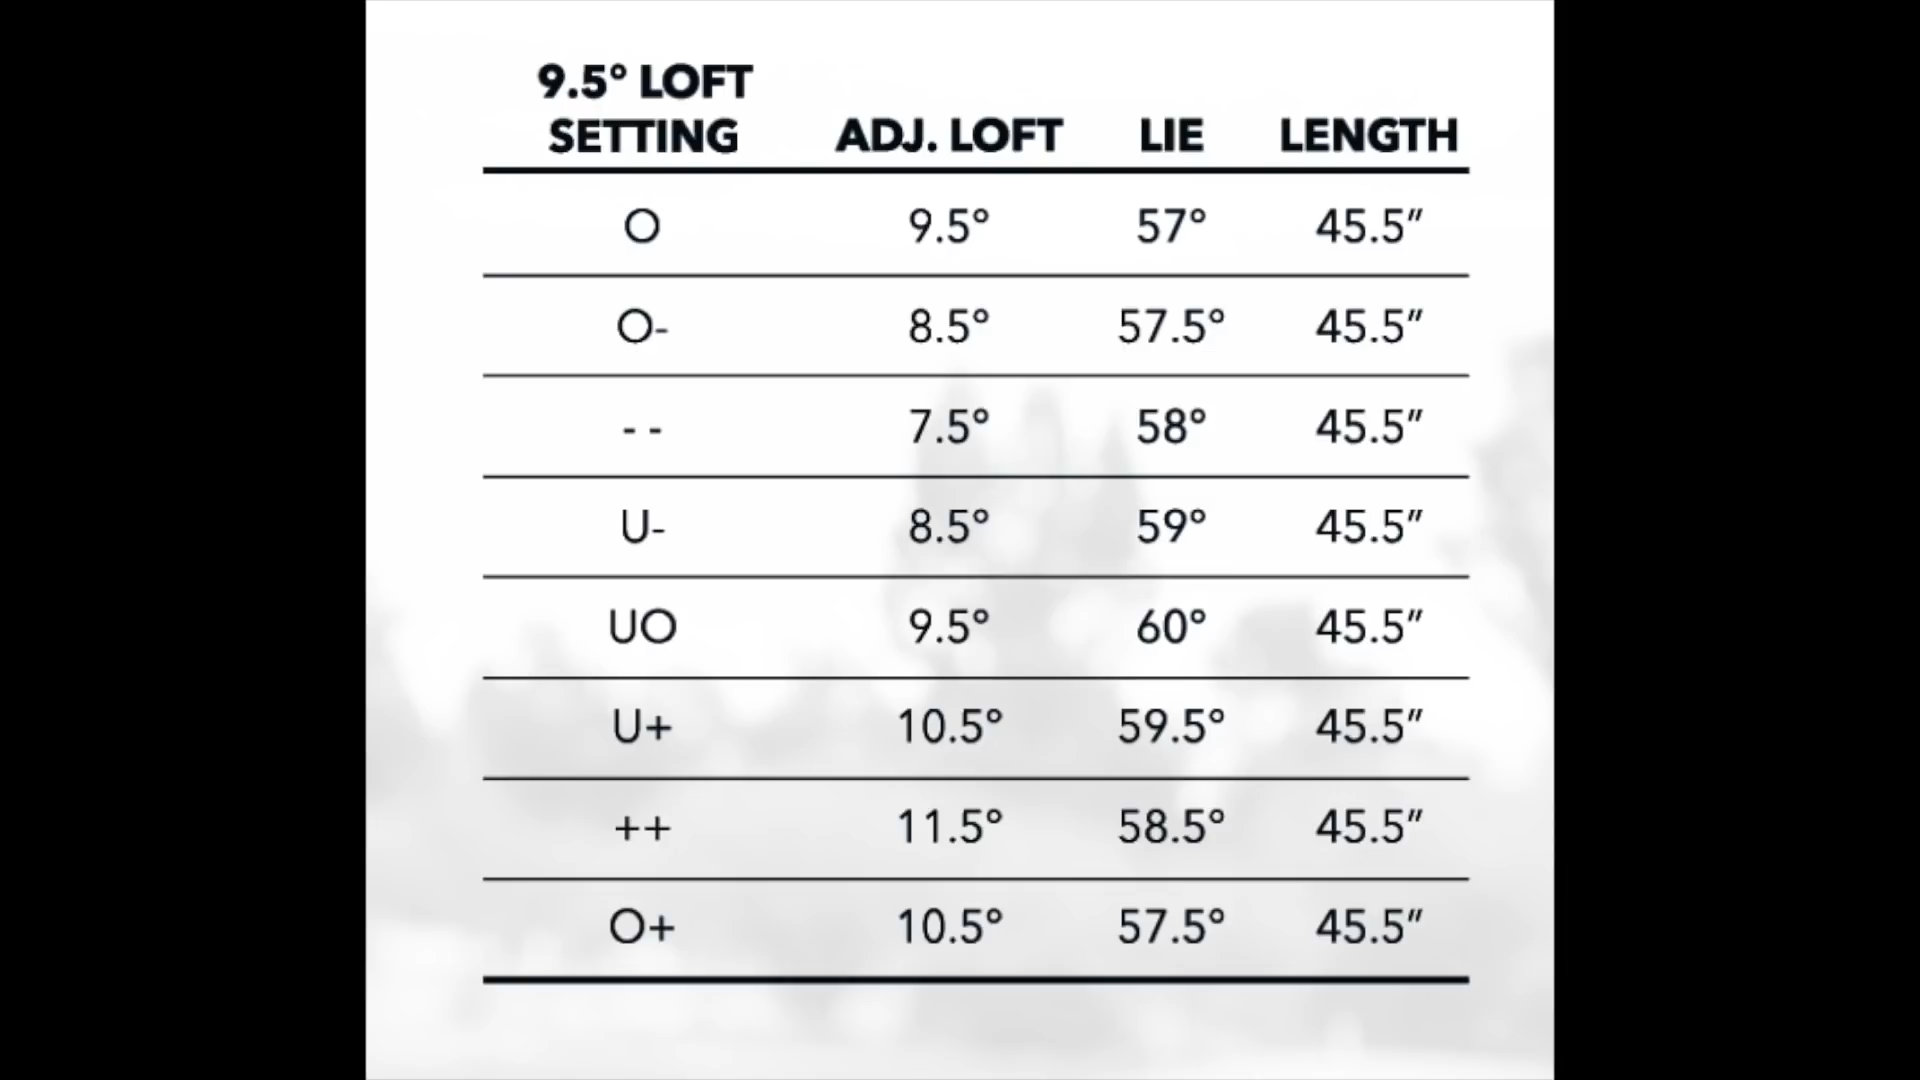 9.5° LOFT
SETTING ADJ. LOFT LIE LENGTH
O 9.5° 57° 45.5"
O- 8.5° 57.5° 45.5"
- - 7.5° 58° 45.5"
U- 8.5° 59° 45.5"
UO 9.5° 60° 45.5"
U+ 10.5° 59.5° 45.5"
++ 11.5° 58.5° 45.5"
O+ 10.5° 57.5° 45.5"